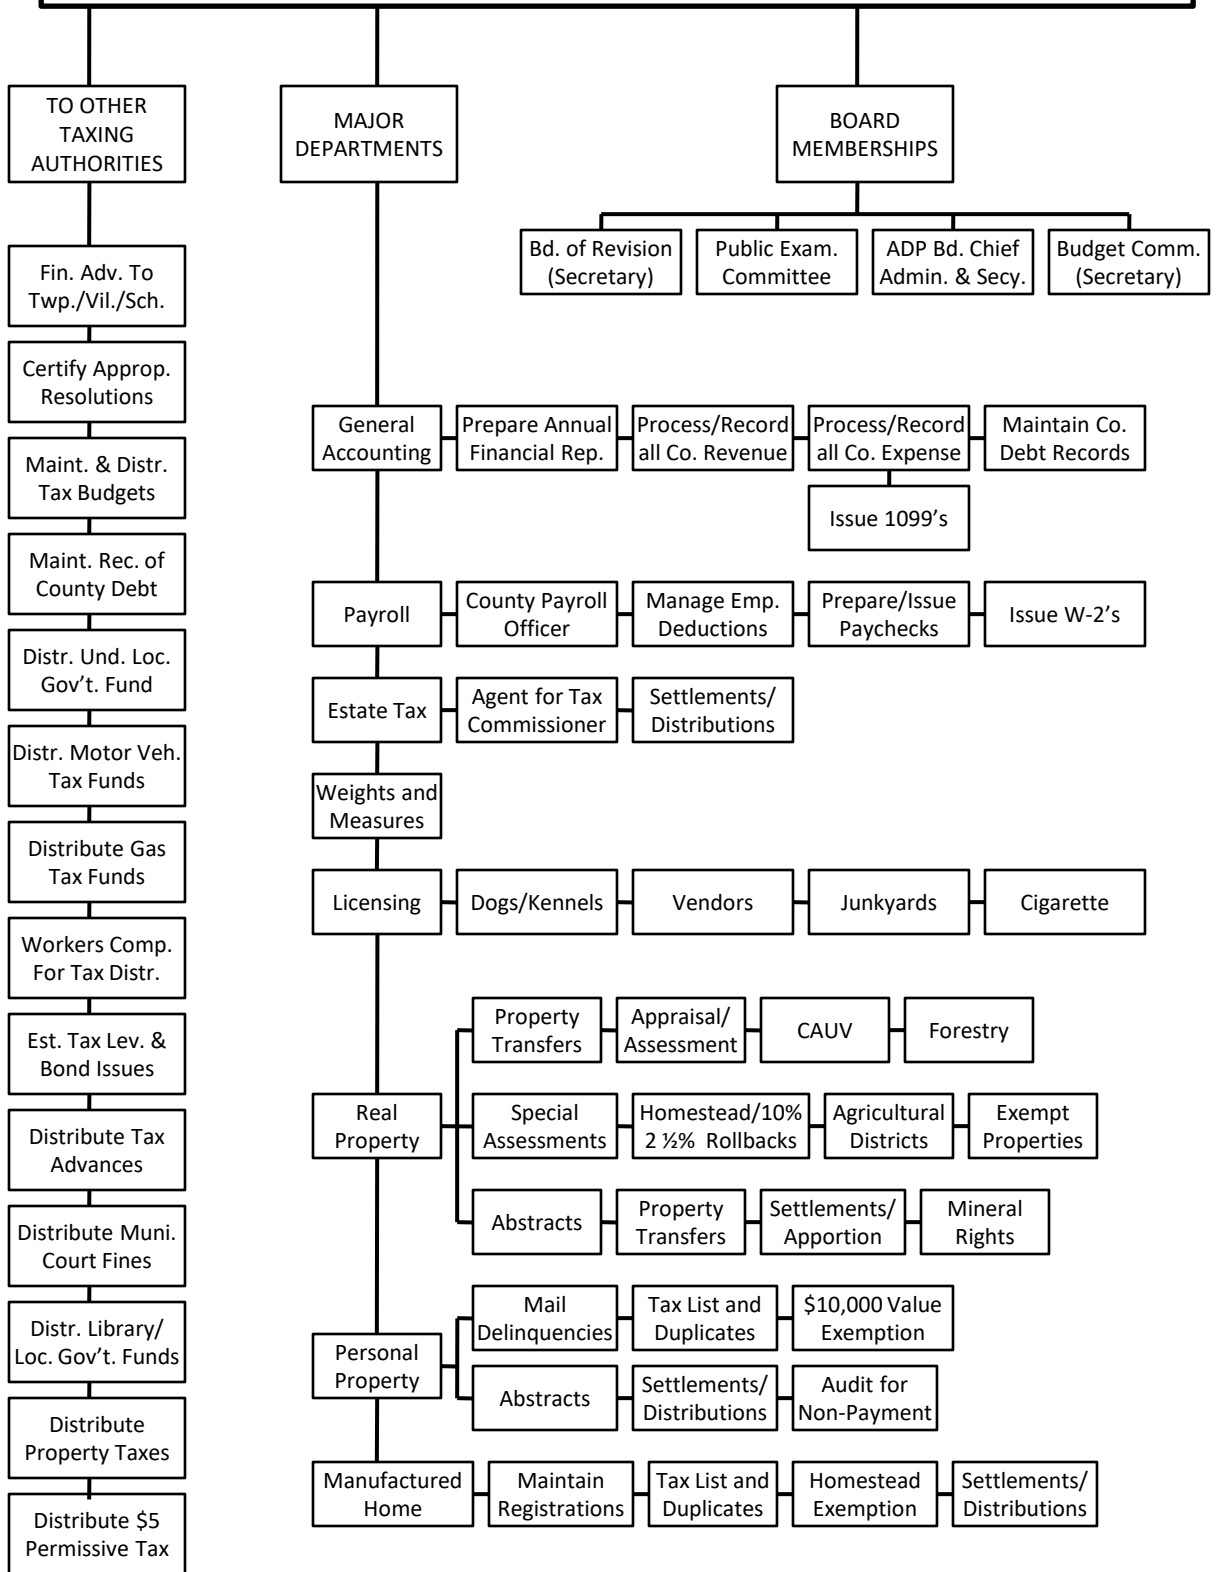 TO OTHER
TAXING
AUTHORITIES
MAJOR
DEPARTMENTS
BOARD
MEMBERSHIPS
Bd. of Revision
(Secretary)
Public Exam.
Committee
ADP Bd. Chief
Admin. & Secy.
Budget Comm.
(Secretary)
Fin. Adv. To
Twp./Vil./Sch.
Certify Approp.
Resolutions
Maint. & Distr.
Tax Budgets
Maint. Rec. of
County Debt
Distr. Und. Loc.
Gov’t. Fund
Distr. Motor Veh.
Tax Funds
Distribute Gas
Tax Funds
Workers Comp.
For Tax Distr.
Est. Tax Lev. &
Bond Issues
Distribute Tax
Advances
Distribute Muni.
Court Fines
Distr. Library/
Loc. Gov’t. Funds
Distribute
Property Taxes
Distribute $5
Permissive Tax
General
Accounting
Prepare Annual
Financial Rep.
Process/Record
all Co. Revenue
Process/Record
all Co. Expense
Maintain Co.
Debt Records
Issue 1099’s
Payroll
County Payroll
Officer
Manage Emp.
Deductions
Prepare/Issue
Paychecks
Issue W-2’s
Estate Tax
Agent for Tax
Commissioner
Settlements/
Distributions
Weights and
Measures
Licensing
Dogs/Kennels
Vendors
Junkyards
Cigarette
Real
Property
Property
Transfers
Appraisal/
Assessment
CAUV
Forestry
Special
Assessments
Homestead/10%
2 ½% Rollbacks
Agricultural
Districts
Exempt
Properties
Abstracts
Property
Transfers
Settlements/
Apportion
Mineral
Rights
Personal
Property
Mail
Delinquencies
Tax List and
Duplicates
$10,000 Value
Exemption
Abstracts
Settlements/
Distributions
Audit for
Non-Payment
Manufactured
Home
Maintain
Registrations
Tax List and
Duplicates
Homestead
Exemption
Settlements/
Distributions